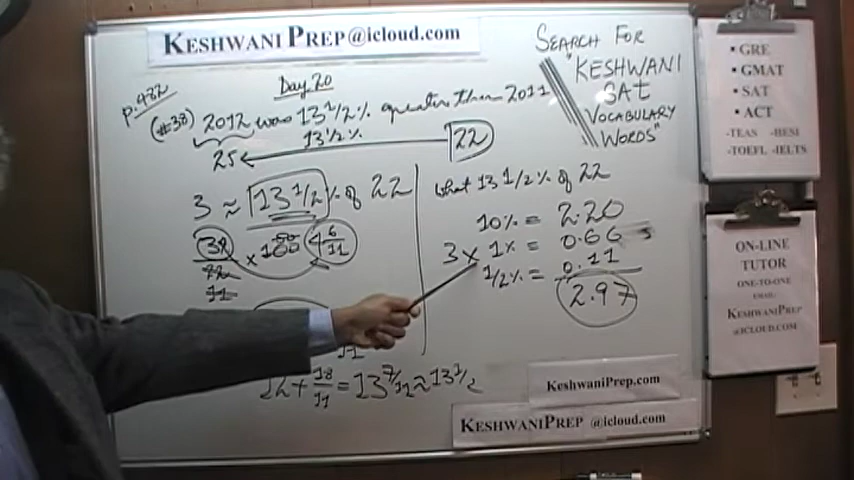 KESHWANI PREP@icloud.com
SEARCH FOR
"KESHWANI
SAT
VOCABULARY
WORDS"
▪ GRE
▪ GMAT
▪ SAT
▪ ACT
-TEAS -HESI
-TOEFL -IELTS
Day 20
P. 482
(#38) 2012 was 13 1/2 % greater than 2011
13 1/2 %
25 22
3 ≈ 13 1/2 % of 22
× 100 4 6/11
11
11
+ 18/11 = 13 7/11 ≈ 13 1/2
what 13 1/2 % of 22
10% = 2.20
3 × 1% = 0.66
1/2 % = 0.11
2.97
ON-LINE
TUTOR
ONE-TO-ONE
EMAIL:
KESHWANIPREP
@ICLOUD.COM
KESHWANIPREP.COM
KESHWANIPREP @icloud.com